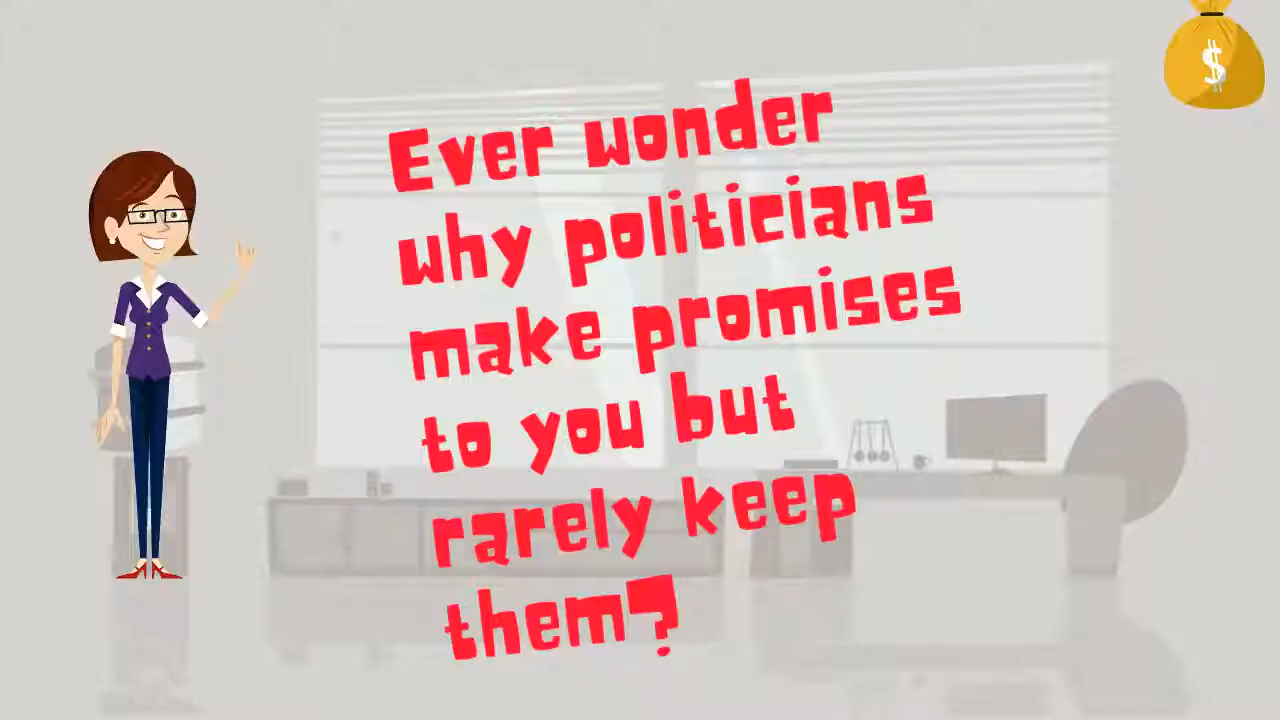 Ever wonder
why politicians
make promises
to you but
rarely keep
them?
$